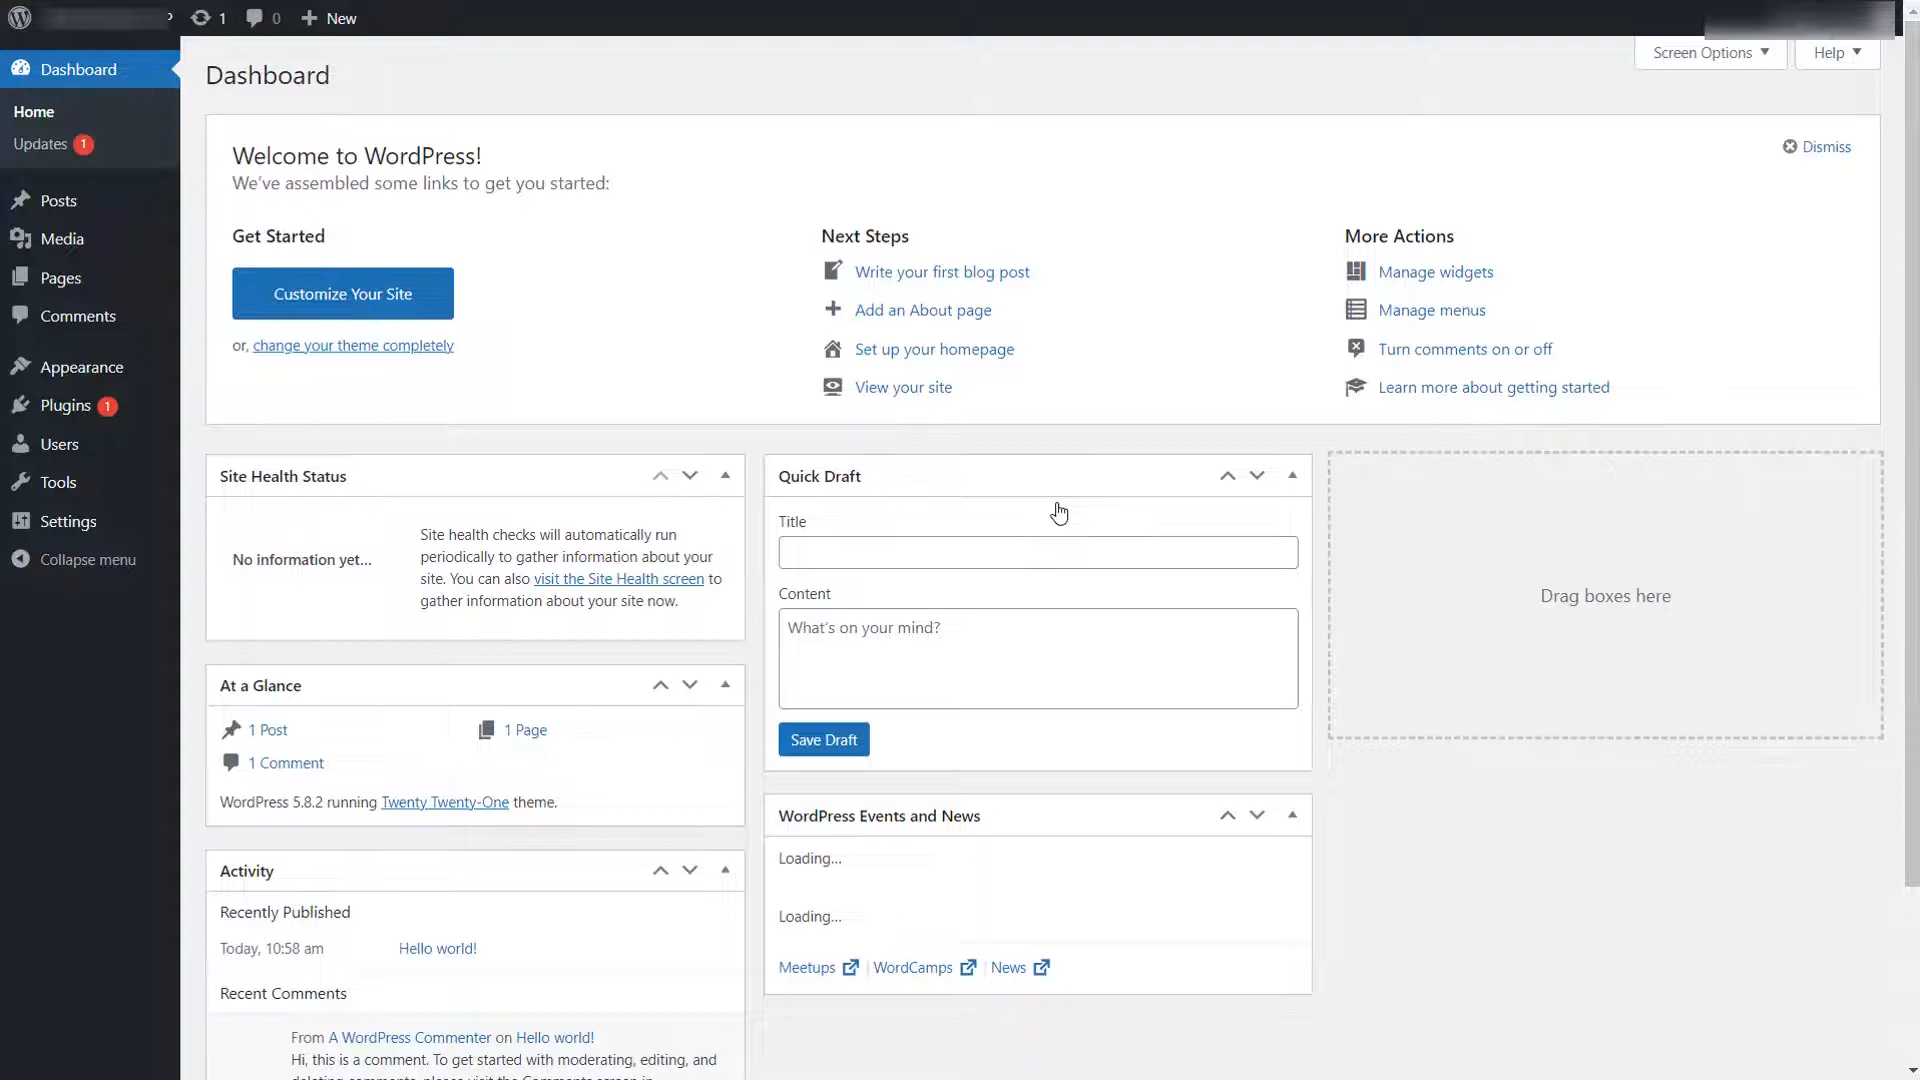 1
0
New
Screen Options
Help
Dashboard
Home
Updates 1
Posts
Media
Pages
Comments
Appearance
Plugins 1
Users
Tools
Settings
Collapse menu
Dashboard
Welcome to WordPress!
We've assembled some links to get you started:
Dismiss
Get Started
Customize Your Site
or, change your theme completely
Next Steps
Write your first blog post
Add an About page
Set up your homepage
View your site
More Actions
Manage widgets
Manage menus
Turn comments on or off
Learn more about getting started
Site Health Status
No information yet...
Site health checks will automatically run
periodically to gather information about your
site. You can also visit the Site Health screen to
gather information about your site now.
At a Glance
1 Post
1 Page
1 Comment
WordPress 5.8.2 running Twenty Twenty-One theme.
Activity
Recently Published
Today, 10:58 am
Hello world!
Recent Comments
From A WordPress Commenter on Hello world!
Hi, this is a comment. To get started with moderating, editing, and
Quick Draft
Title
Content
What's on your mind?
Save Draft
WordPress Events and News
Loading...
Loading...
Meetups | WordCamps | News
Drag boxes here